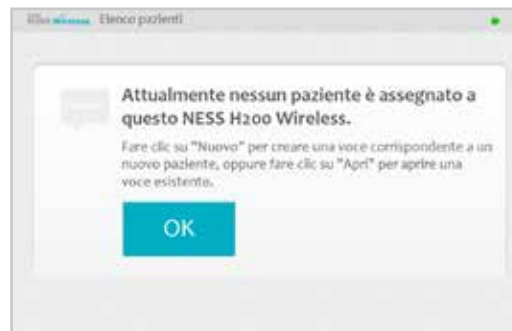 Elenco pazienti
Attualmente nessun paziente è assegnato a
questo NESS H200 Wireless.
Fare clic su "Nuovo" per creare una voce corrispondente a un
nuovo paziente, oppure fare clic su "Apri" per aprire una
voce esistente.
OK